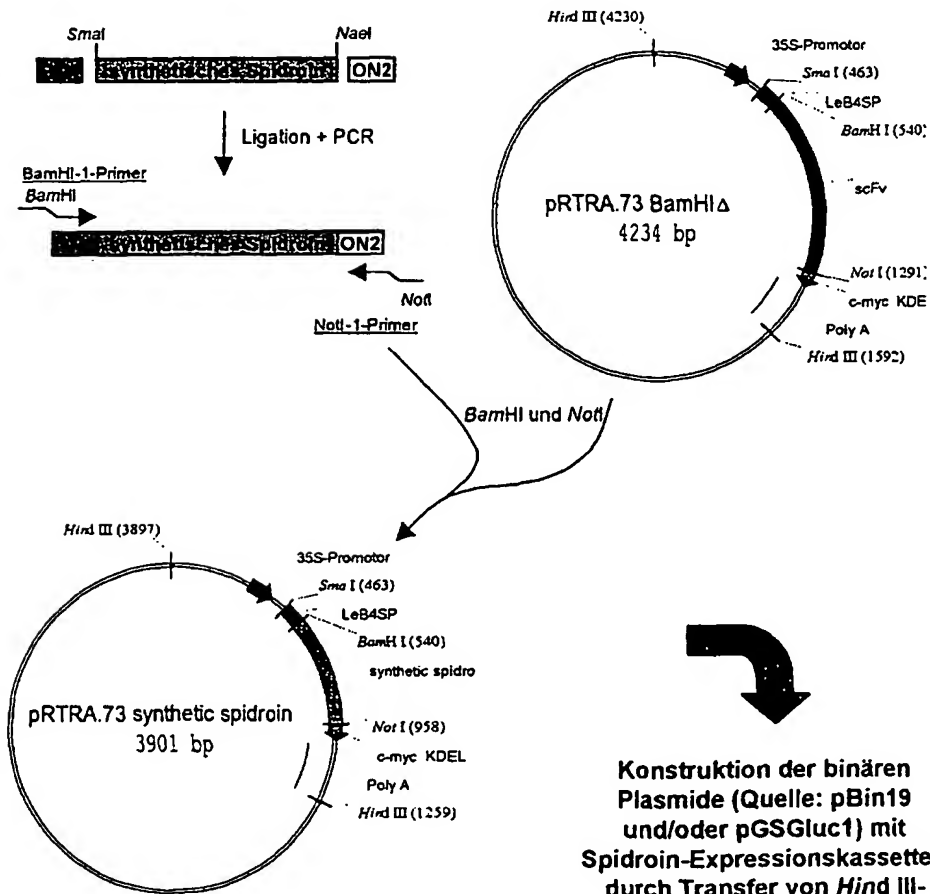 SmaI
NaeI
synthetisches Spidroin
ON2
Ligation + PCR
BamHI-1-Primer
BamHI
synthetisches Spidroin
ON2
NotI
NotI-1-Primer
Hind III (4230)
35S-Promotor
Sma I (463)
LeB4SP
BamH I (540)
scFv
pRTRA.73 BamHIΔ
4234 bp
Not I (1291)
c-myc KDE
Poly A
Hind III (1592)
BamHI und NotI
Hind III (3897)
35S-Promotor
Sma I (463)
LeB4SP
BamH I (540)
synthetic spidro
pRTRA.73 synthetic spidroin
3901 bp
Not I (958)
c-myc KDEL
Poly A
Hind III (1259)
Konstruktion der binären
Plasmide (Quelle: pBin19
und/oder pGSGluc1) mit
Spidroin-Expressionskassette
durch Transfer von Hind III-